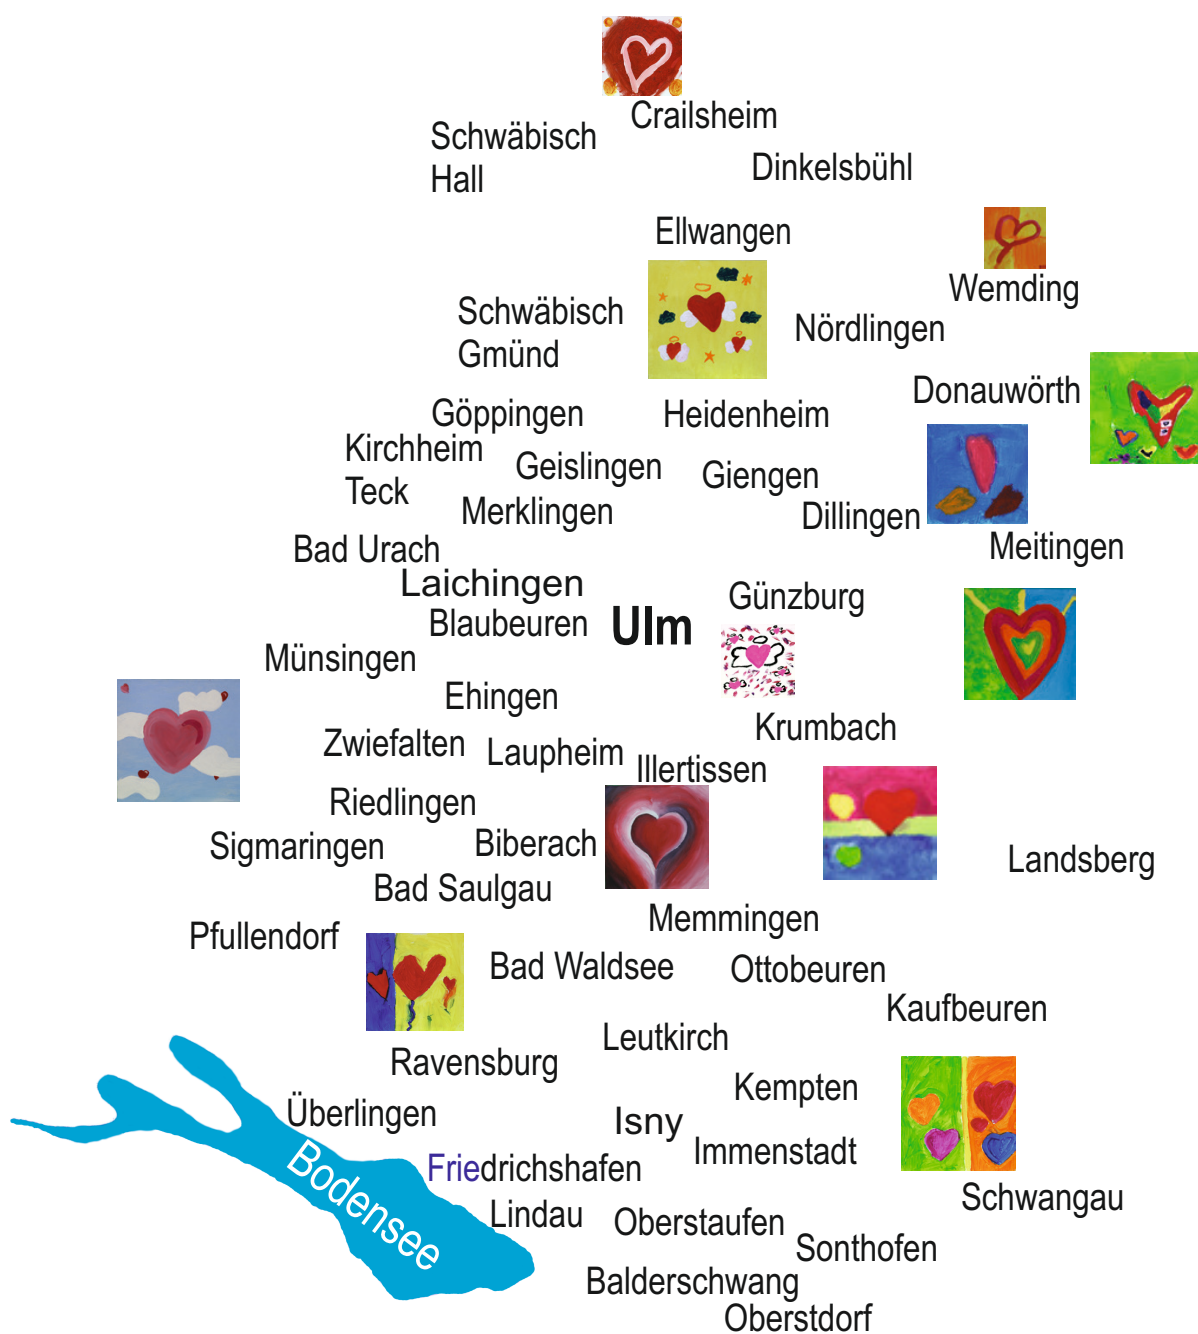 Crailsheim
Schwäbisch
Hall
Dinkelsbühl
Ellwangen
Wemding
Schwäbisch
Gmünd
Nördlingen
Donauwörth
Göppingen
Heidenheim
Kirchheim
Teck
Geislingen
Giengen
Merklingen
Dillingen
Bad Urach
Meitingen
Laichingen
Günzburg
Blaubeuren
Ulm
Münsingen
Ehingen
Krumbach
Zwiefalten
Laupheim
Illertissen
Riedlingen
Sigmaringen
Biberach
Landsberg
Bad Saulgau
Memmingen
Pfullendorf
Bad Waldsee
Ottobeuren
Kaufbeuren
Leutkirch
Ravensburg
Kempten
Überlingen
Isny
Immenstadt
Friedrichshafen
Bodensee
Schwangau
Lindau
Oberstaufen
Sonthofen
Balderschwang
Oberstdorf